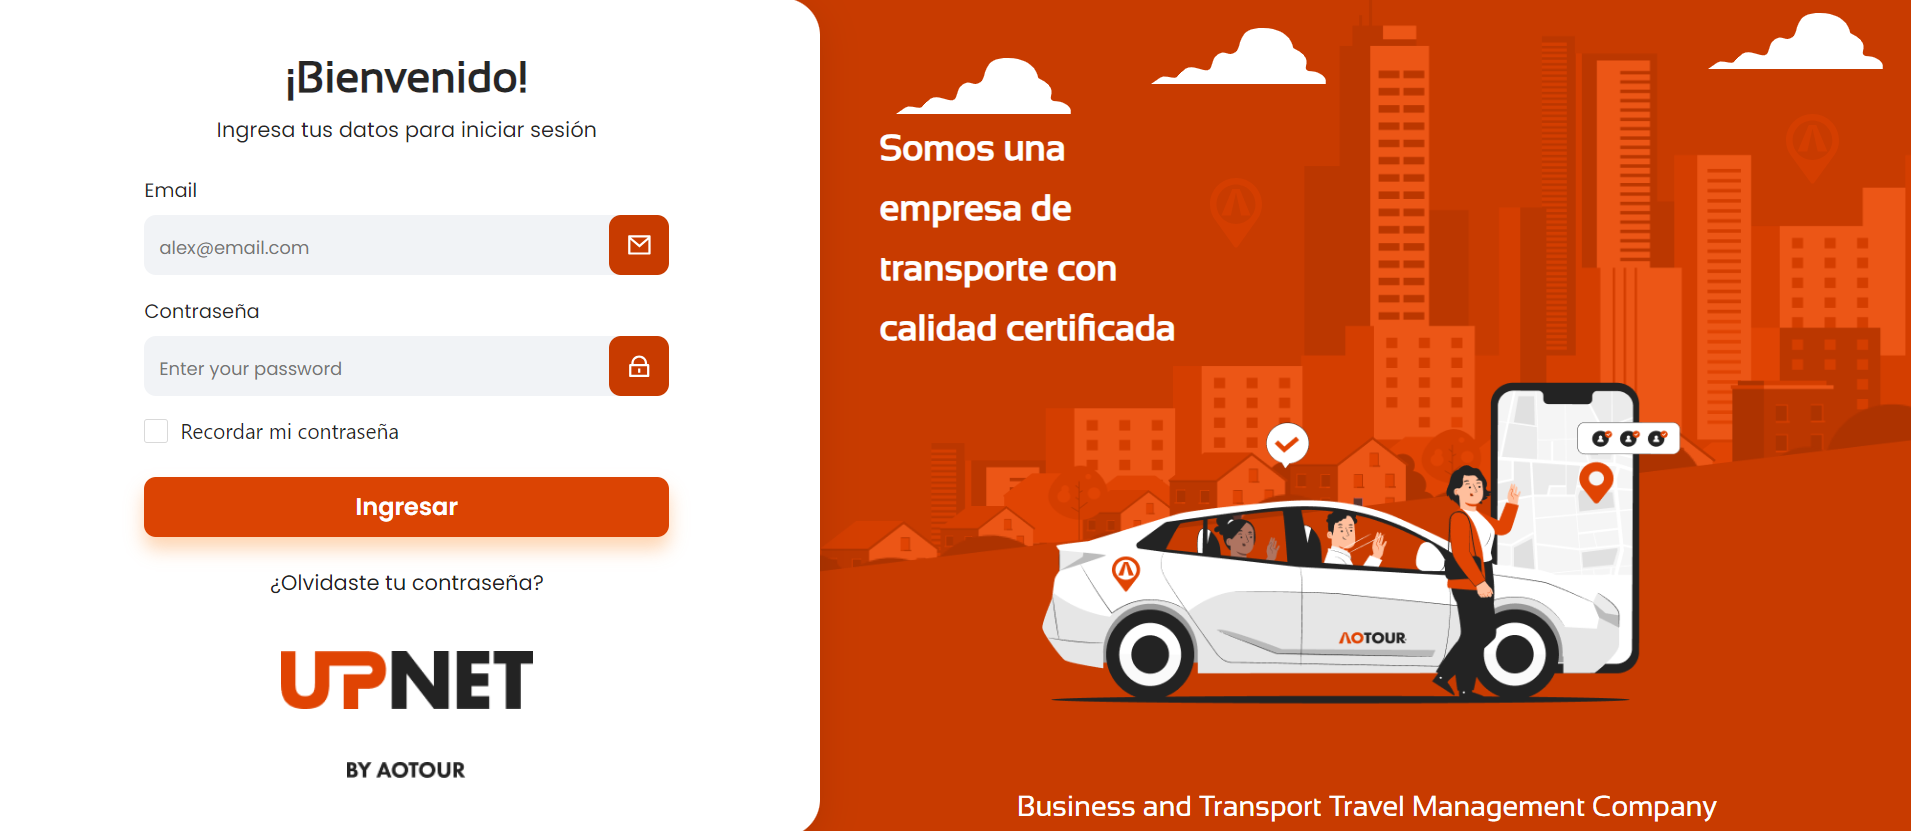 ¡Bienvenido!
Ingresa tus datos para iniciar sesión
Email
alex@email.com
Contraseña
Enter your password
Recordar mi contraseña
Ingresar
¿Olvidaste tu contraseña?
UPNET
BY AOTOUR
Somos una
empresa de
transporte con
calidad certificada
AOTOUR
Business and Transport Travel Management Company